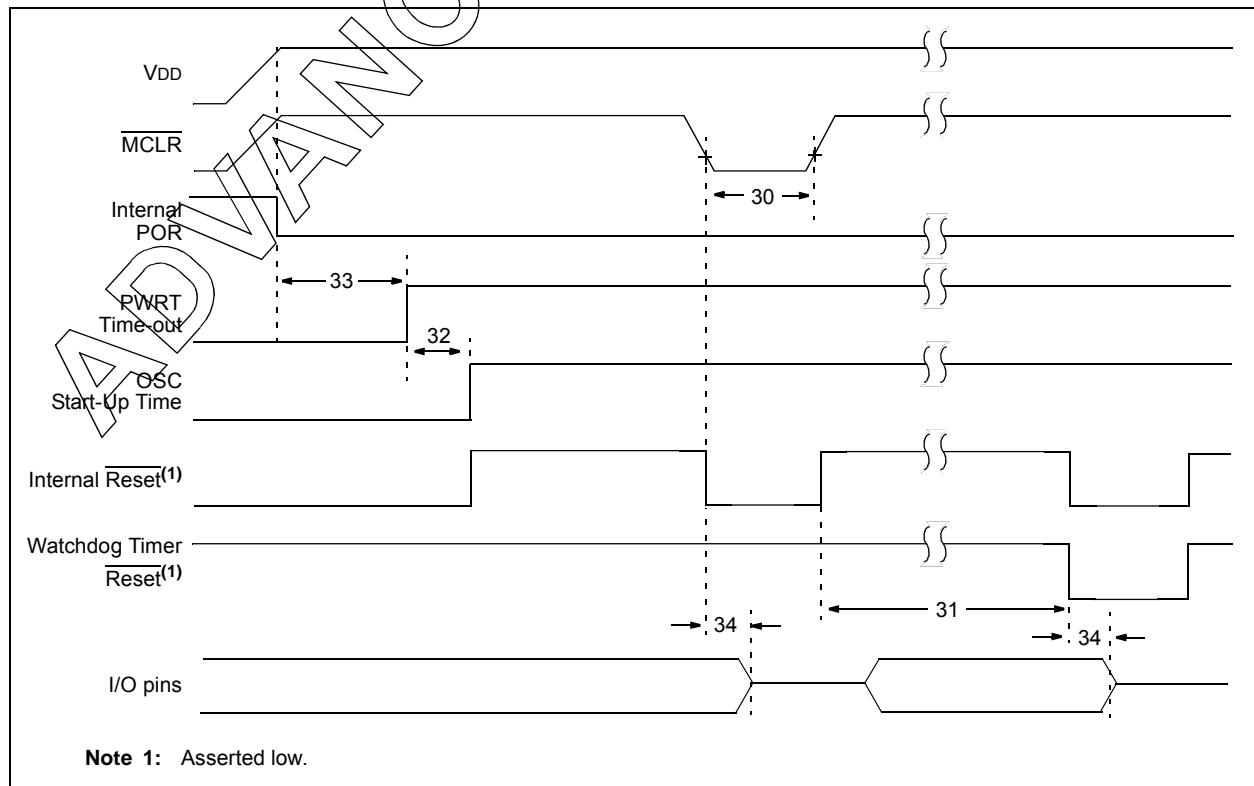 VDD
MCLR
30
Internal
POR
33
PWRT
Time-out
32
OSC
Start-Up Time
Internal Reset(1)
Watchdog Timer
Reset(1)
31
34
34
I/O pins
Note 1: Asserted low.
ADVANC